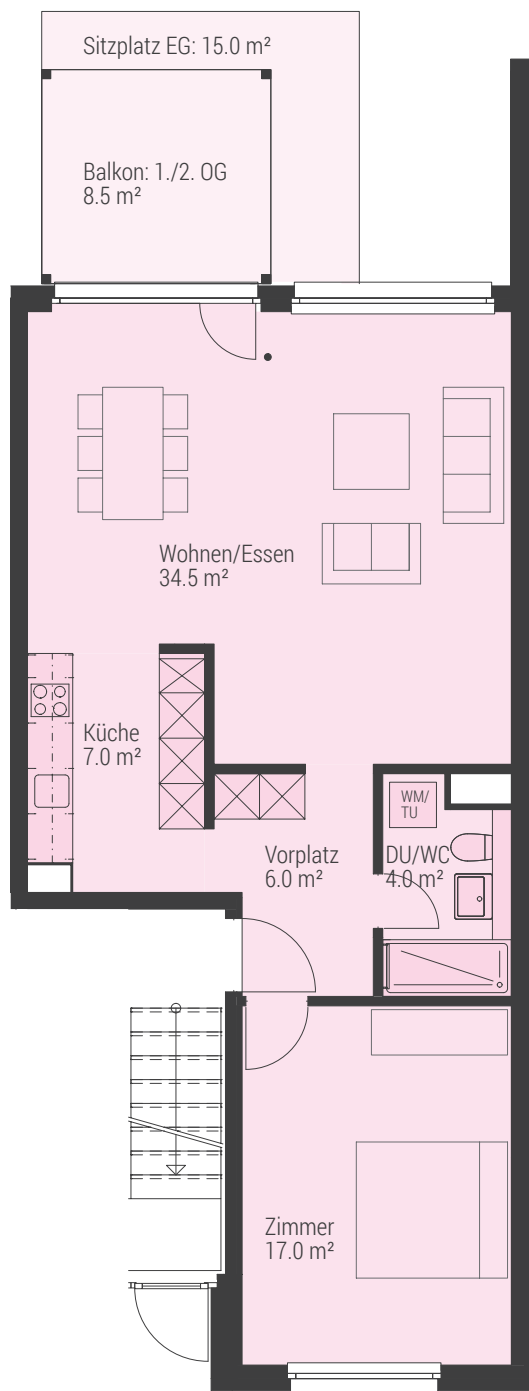 Sitzplatz EG: 15.0 m²
Balkon: 1./2. OG
8.5 m²
Wohnen/Essen
34.5 m²
Küche
7.0 m²
WM/
TU
Vorplatz
6.0 m²
DU/WC
4.0 m²
Zimmer
17.0 m²